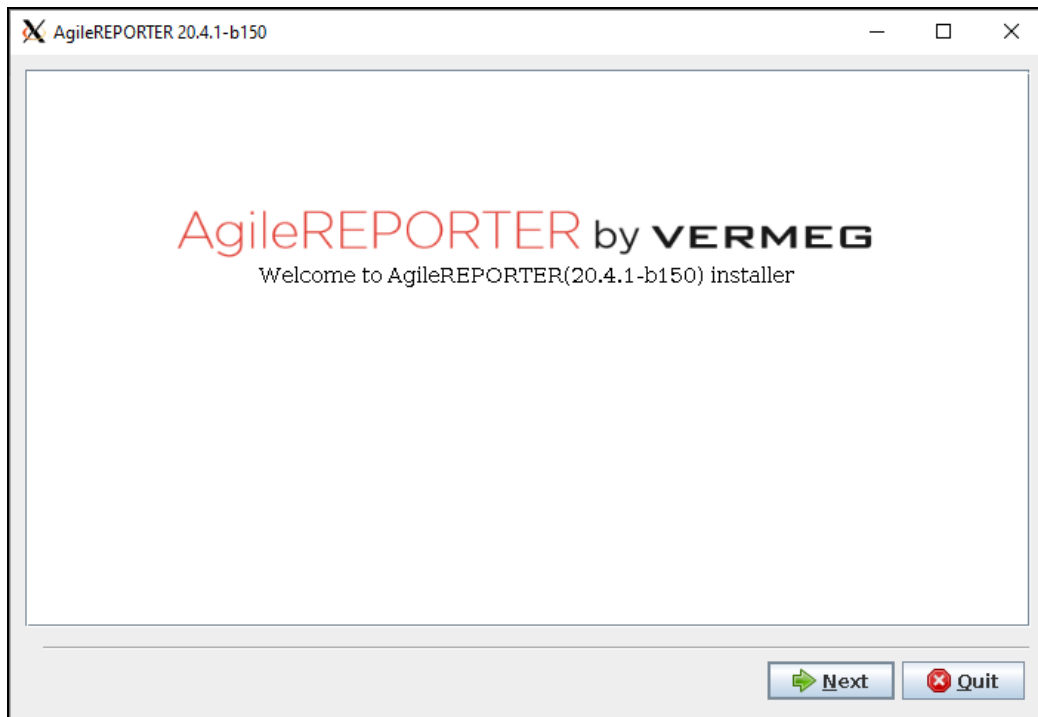 AgileREPORTER 20.4.1-b150
AgileREPORTER by VERMEG
Welcome to AgileREPORTER(20.4.1-b150) installer
Next Quit